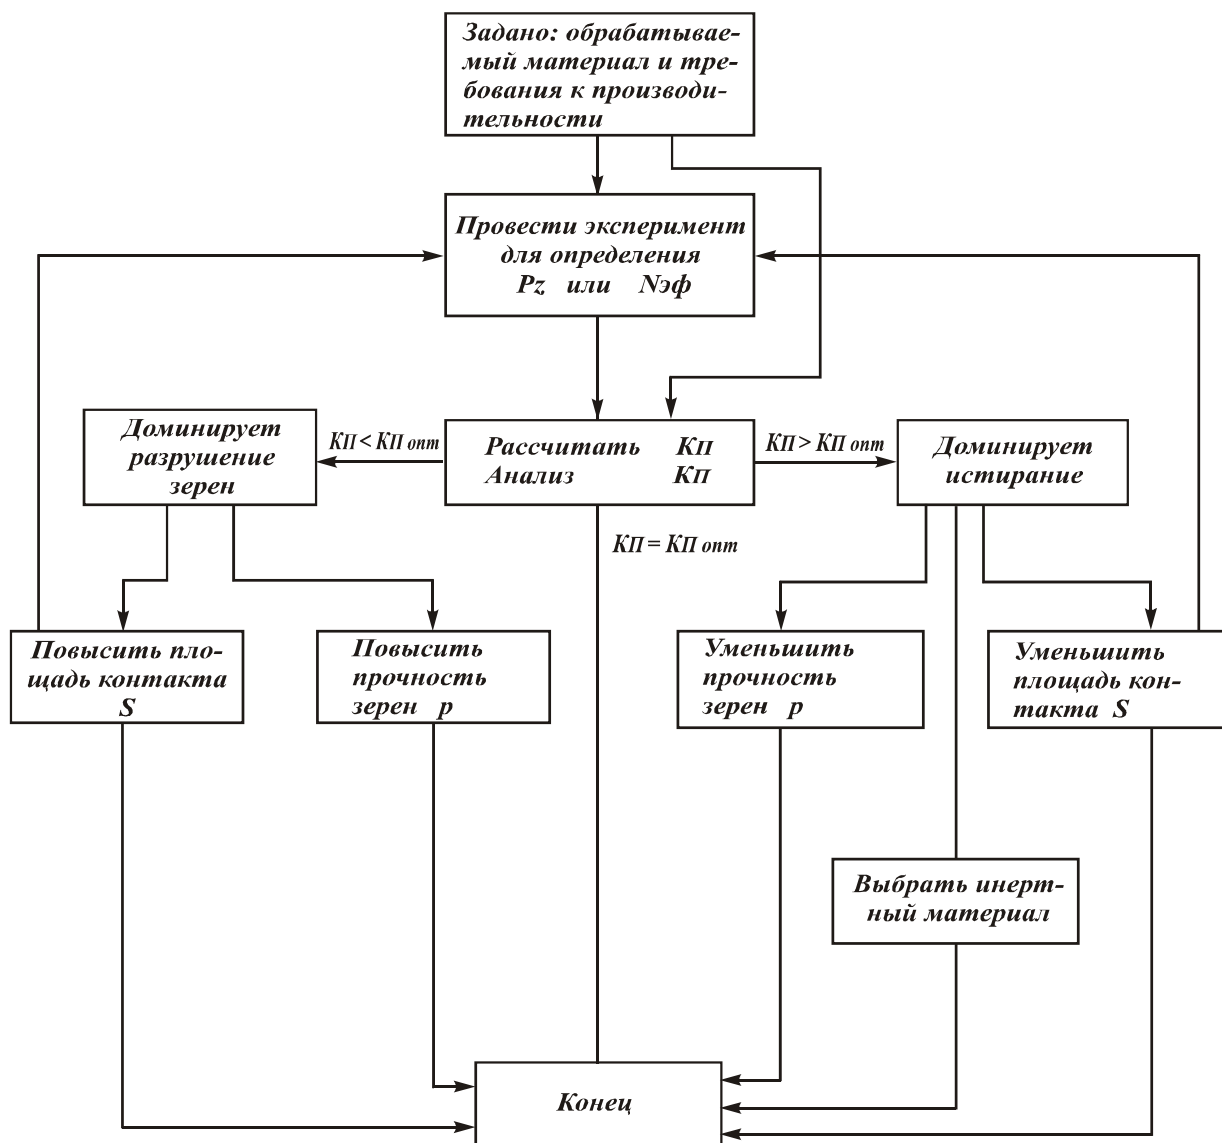 Задано: обрабатывае-
мый материал и тре-
бования к производи-
тельности
Провести эксперимент
для определения
Pz или Nэф
Доминирует
разрушение
зерен
КП < КП опт
Рассчитать КП
Анализ КП
КП > КП опт
Доминирует
истирание
КП = КП опт
Повысить пло-
щадь контакта
S
Повысить
прочность
зерен p
Уменьшить
прочность
зерен p
Уменьшить
площадь кон-
такта S
Выбрать инерт-
ный материал
Конец